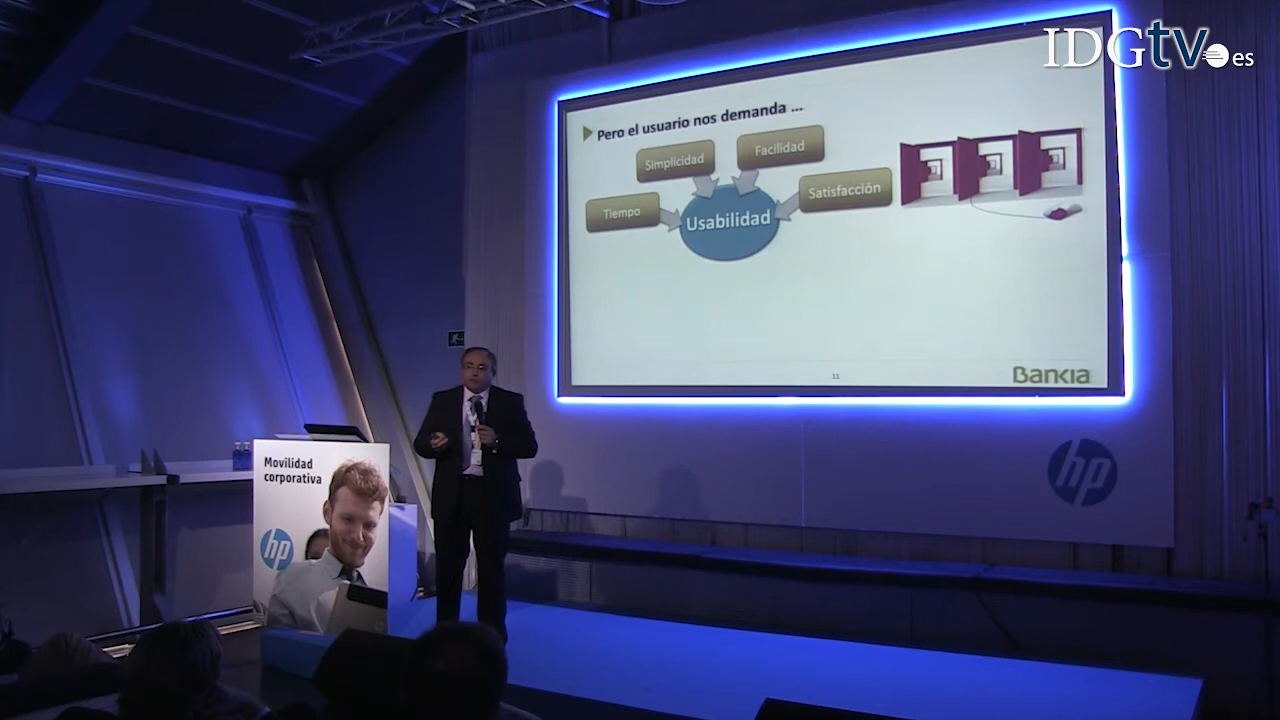 IDGtv.es
Pero el usuario nos demanda ...
Simplicidad
Facilidad
Tiempo
Usabilidad
Satisfacción
11
Bankia
hp
Movilidad
corporativa
hp